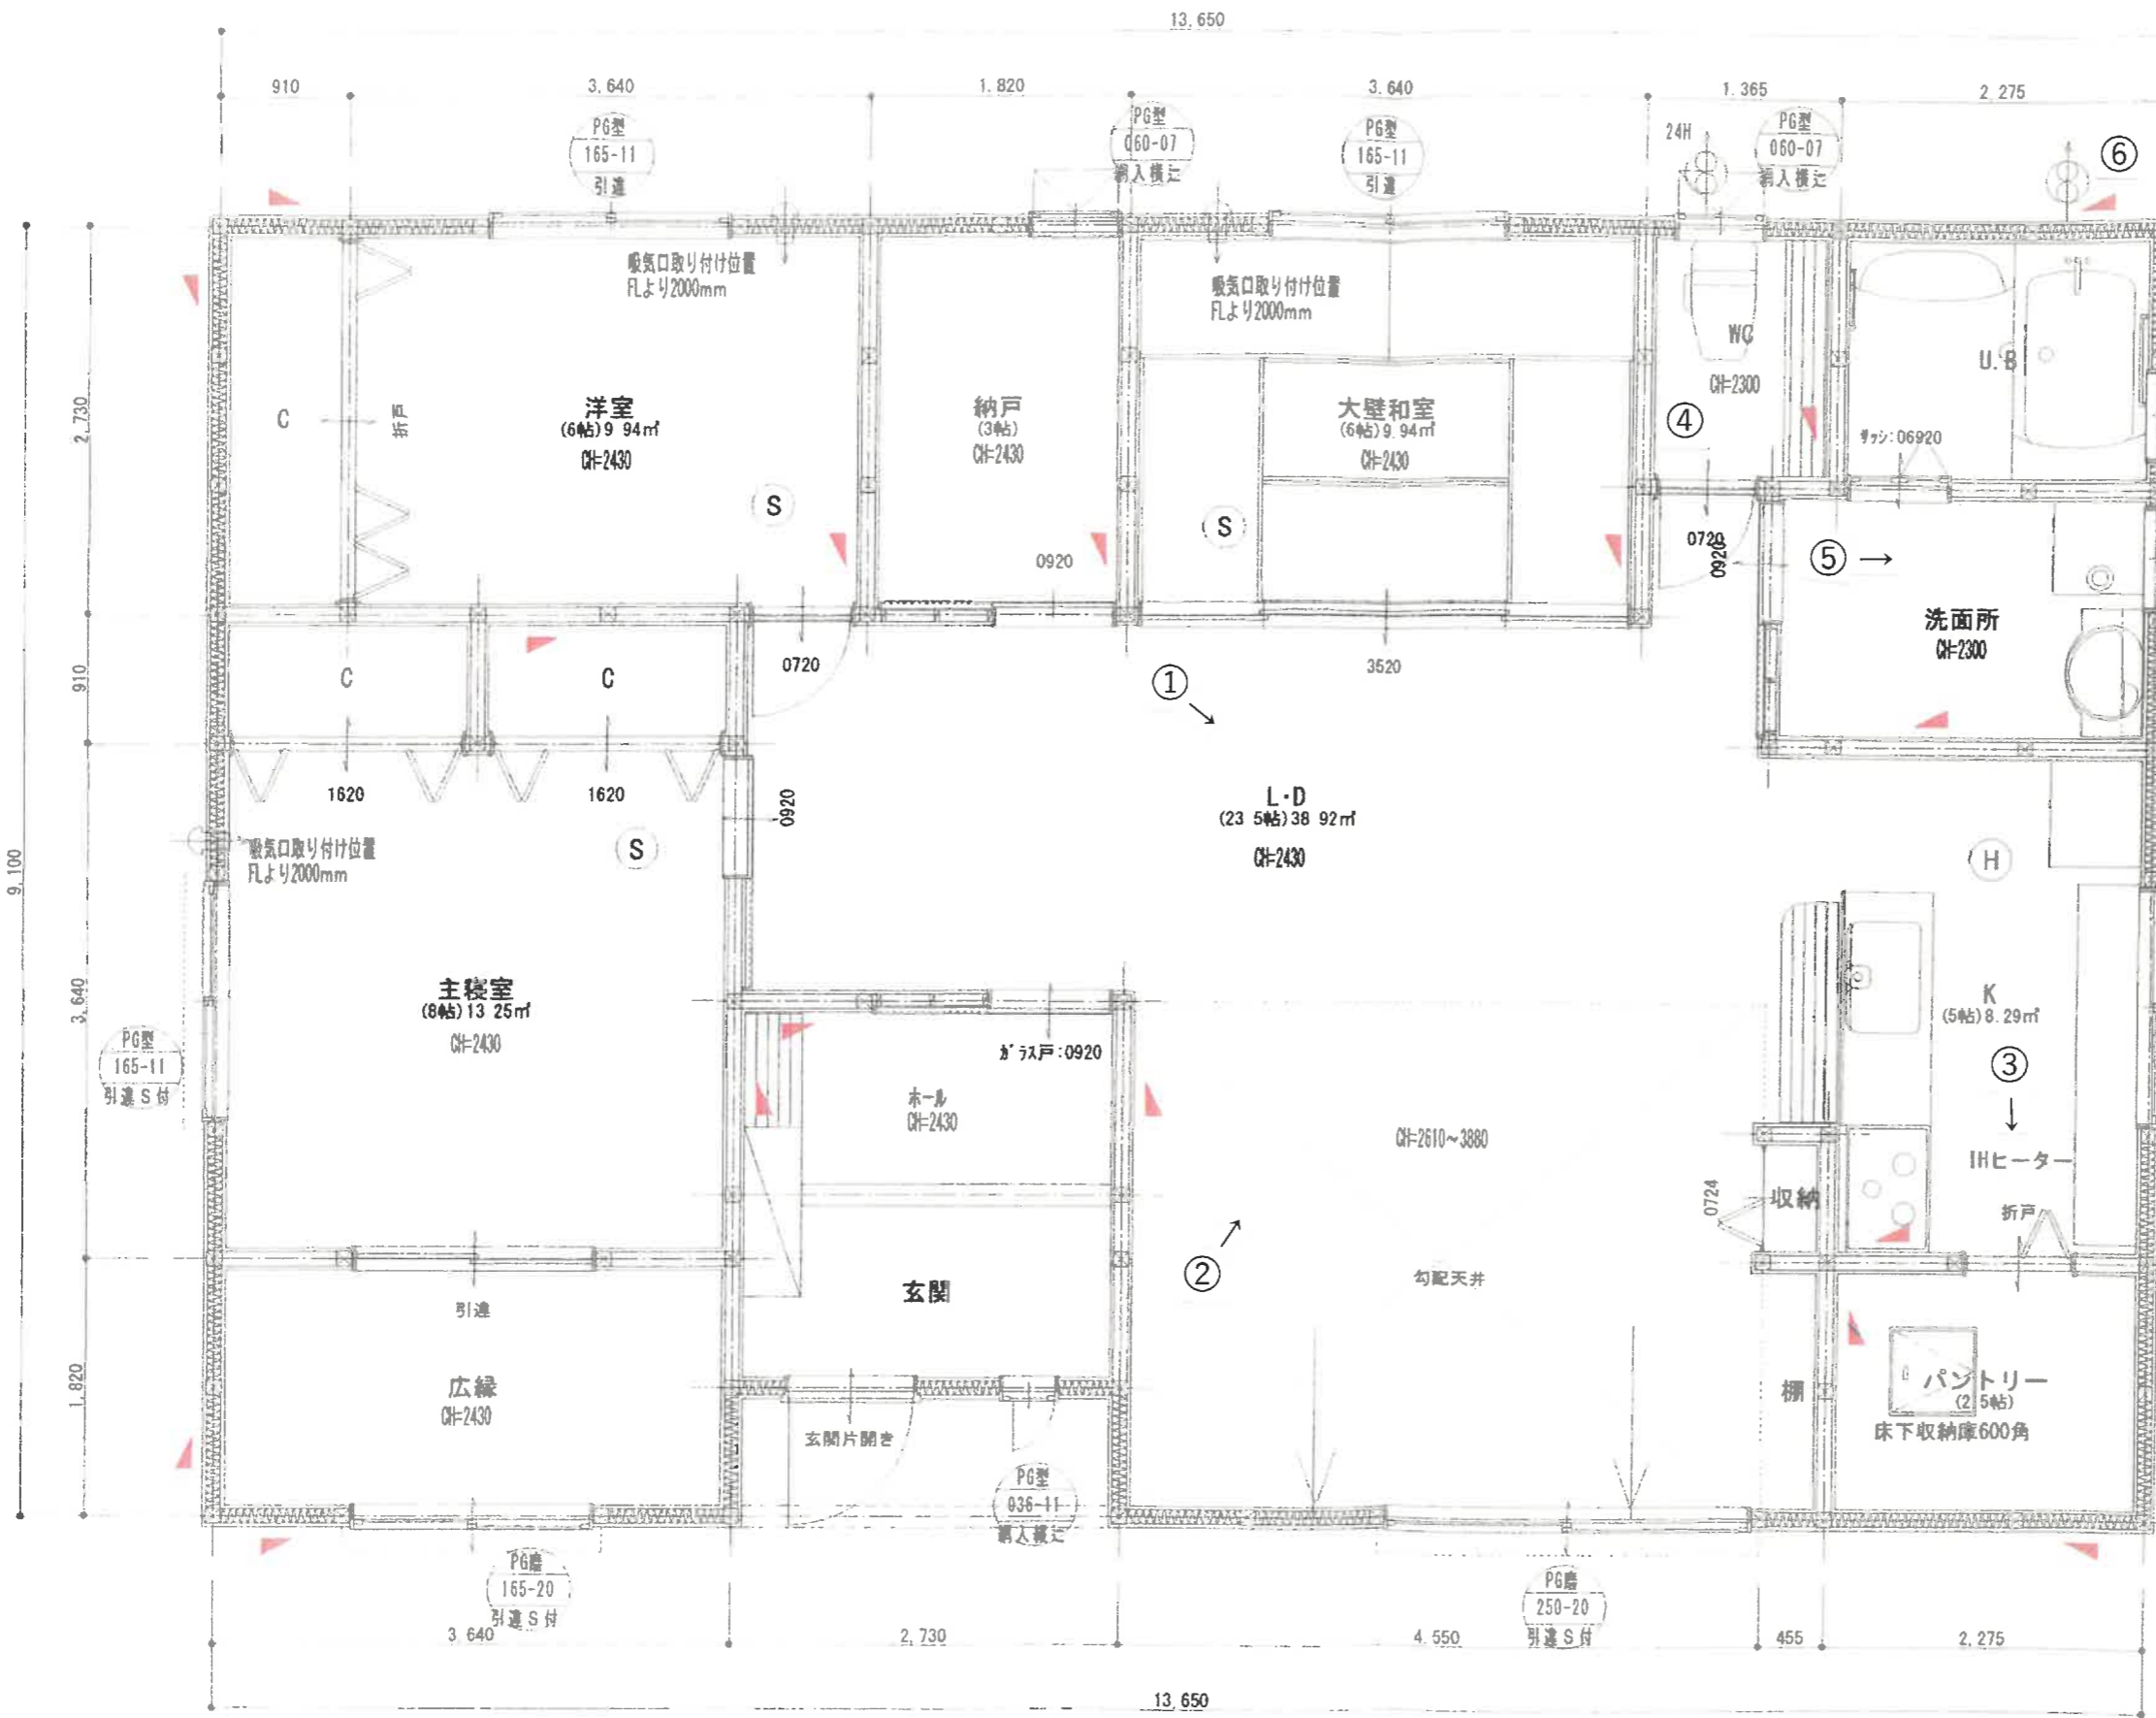 13,650
910
3,640
1,820
3,640
1,365
2,275
PG型
165-11
引違
PG型
060-07
網入横辷
PG型
165-11
引違
24H
PG型
060-07
網入横辷
⑥
吸気口取り付け位置
FLより2000mm
吸気口取り付け位置
FLより2000mm
C
折戸
洋室
(6帖)9 94㎡
CH=2430
S
納戸
(3帖)
CH=2430
0920
大壁和室
(6帖)9.94㎡
CH=2430
S
WC
CH=2300
④
U.B
サッシ:06920
0720
0920
⑤ →
洗面所
CH=2300
2,730
910
3,640
1,820
9,100
C
C
0720
①
3520
1620
1620
0920
吸気口取り付け位置
FLより2000mm
S
L・D
(23 5帖)38 92㎡
CH=2430
H
主寝室
(8帖)13 25㎡
CH=2430
PG型
165-11
引違S付
ガラス戸:0920
ホール
CH=2430
CH=2610~3880
K
(5帖)8.29㎡
③
IHヒーター
収納
0724
折戸
②
勾配天井
玄関
引違
広縁
CH=2430
玄関片開き
PG型
036-11
網入横辷
棚
パントリー
(2 5帖)
床下収納庫600角
PG障
165-20
引違S付
PG障
250-20
引違S付
3 640
2,730
4.550
455
2,275
13,650